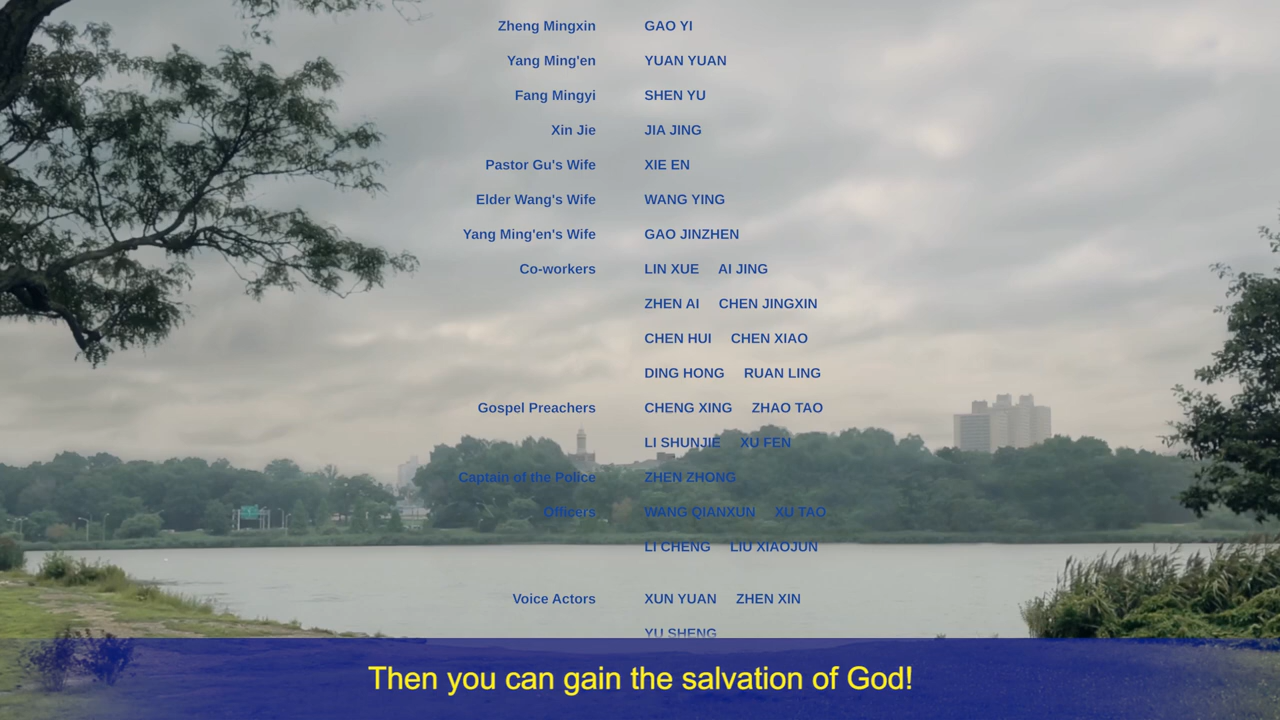 Zheng Mingxin GAO YI
Yang Ming'en YUAN YUAN
Fang Mingyi SHEN YU
Xin Jie JIA JING
Pastor Gu's Wife XIE EN
Elder Wang's Wife WANG YING
Yang Ming'en's Wife GAO JINZHEN
Co-workers LIN XUE AI JING
ZHEN AI CHEN JINGXIN
CHEN HUI CHEN XIAO
DING HONG RUAN LING
Gospel Preachers CHENG XING ZHAO TAO
LI SHUNJIE XU FEN
Captain of the Police ZHEN ZHONG
Officers WANG QIANXUN XU TAO
LI CHENG LIU XIAOJUN
Voice Actors XUN YUAN ZHEN XIN
YU SHENG
Then you can gain the salvation of God!